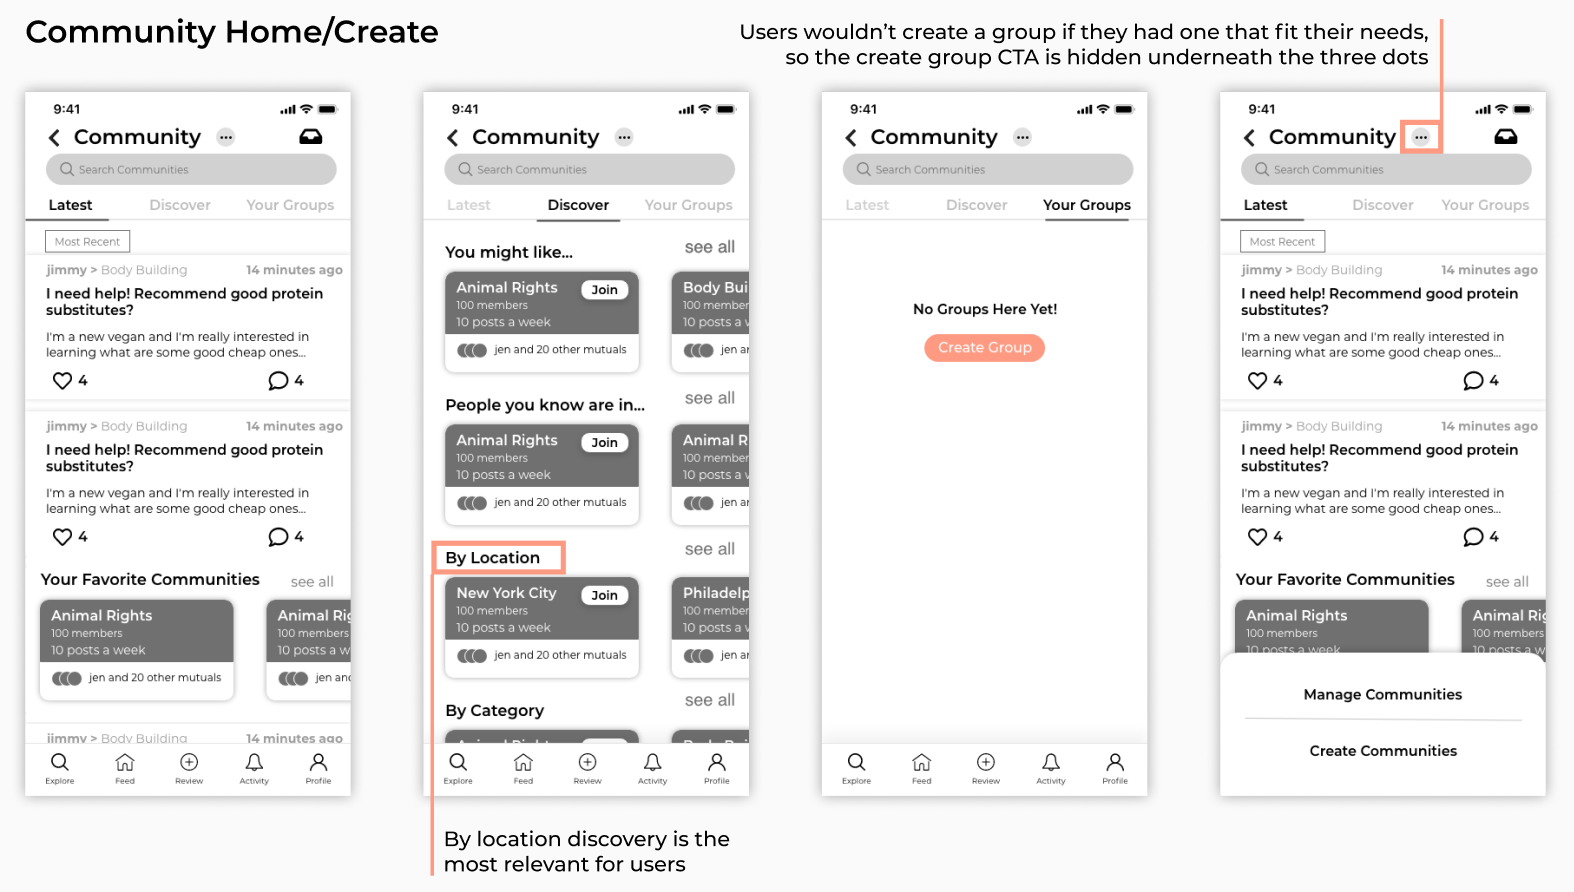 Community Home/Create
Users wouldn’t create a group if they had one that fit their needs,
so the create group CTA is hidden underneath the three dots
9:41
Community
Search Communities
Latest Discover Your Groups
Most Recent
jimmy > Body Building 14 minutes ago
I need help! Recommend good protein
substitutes?
I'm a new vegan and I'm really interested in
learning what are some good cheap ones...
4 4
jimmy > Body Building 14 minutes ago
I need help! Recommend good protein
substitutes?
I'm a new vegan and I'm really interested in
learning what are some good cheap ones...
4 4
Your Favorite Communities see all
Animal Rights Animal Rig
100 members 100 members
10 posts a week 10 posts a w
jen and 20 other mutuals jen and
jimmy > Body Building 14 minutes ago
Explore Feed Review Activity Profile
9:41
Community
Search Communities
Latest Discover Your Groups
You might like... see all
Animal Rights Join Body Bui
100 members 100 member
10 posts a week 10 posts a w
jen and 20 other mutuals jen an
People you know are in... see all
Animal Rights Join Animal R
100 members 100 member
10 posts a week 10 posts a w
jen and 20 other mutuals jen an
By Location see all
New York City Join Philadelp
100 members 100 member
10 posts a week 10 posts a w
jen and 20 other mutuals jen an
By Category see all
Animal Rights Body Bui
Explore Feed Review Activity Profile
By location discovery is the
most relevant for users
9:41
Community
Search Communities
Latest Discover Your Groups
No Groups Here Yet!
Create Group
Explore Feed Review Activity Profile
9:41
Community
Search Communities
Latest Discover Your Groups
Most Recent
jimmy > Body Building 14 minutes ago
I need help! Recommend good protein
substitutes?
I'm a new vegan and I'm really interested in
learning what are some good cheap ones...
4 4
jimmy > Body Building 14 minutes ago
I need help! Recommend good protein
substitutes?
I'm a new vegan and I'm really interested in
learning what are some good cheap ones...
4 4
Your Favorite Communities see all
Animal Rights Animal Rig
100 members 100 members
10 posts a week 10 posts a w
Manage Communities
Create Communities